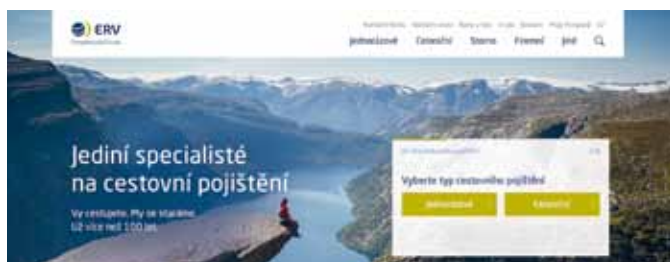 ERV
Jednorázové Celoroční Storno Firemní Jiné
Jediní specialisté
na cestovní pojištění
Vy cestujete. My se staráme.
Už více než 100 let.
Vyberte typ cestovního pojištění
Jednorázové Celoroční